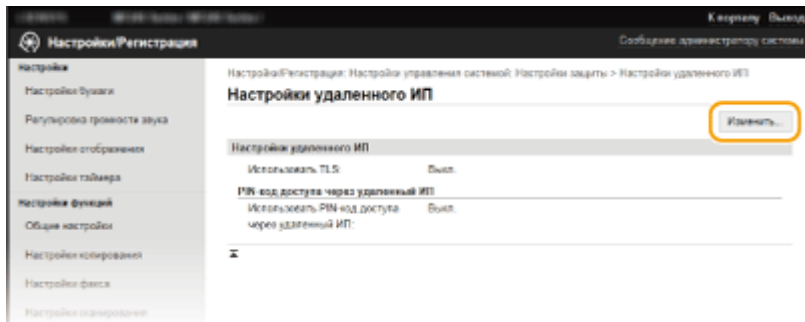 К порталу Выход
Настройки/Регистрация
Сообщение администратору системы
Настройки
Настройки бумаги
Регулировка громкости звука
Настройки отображения
Настройки таймера
Настройки функций
Общие настройки
Настройки копирования
Настройки факса
Настройки сканирования
Настройка/Регистрация: Настройки управления системой: Настройки защиты > Настройки удаленного ИП
Настройки удаленного ИП
Изменить...
Настройки удаленного ИП
Использовать TLS: Выкл.
PIN-код доступа через удаленный ИП
Использовать PIN-код доступа Выкл.
через удаленный ИП: